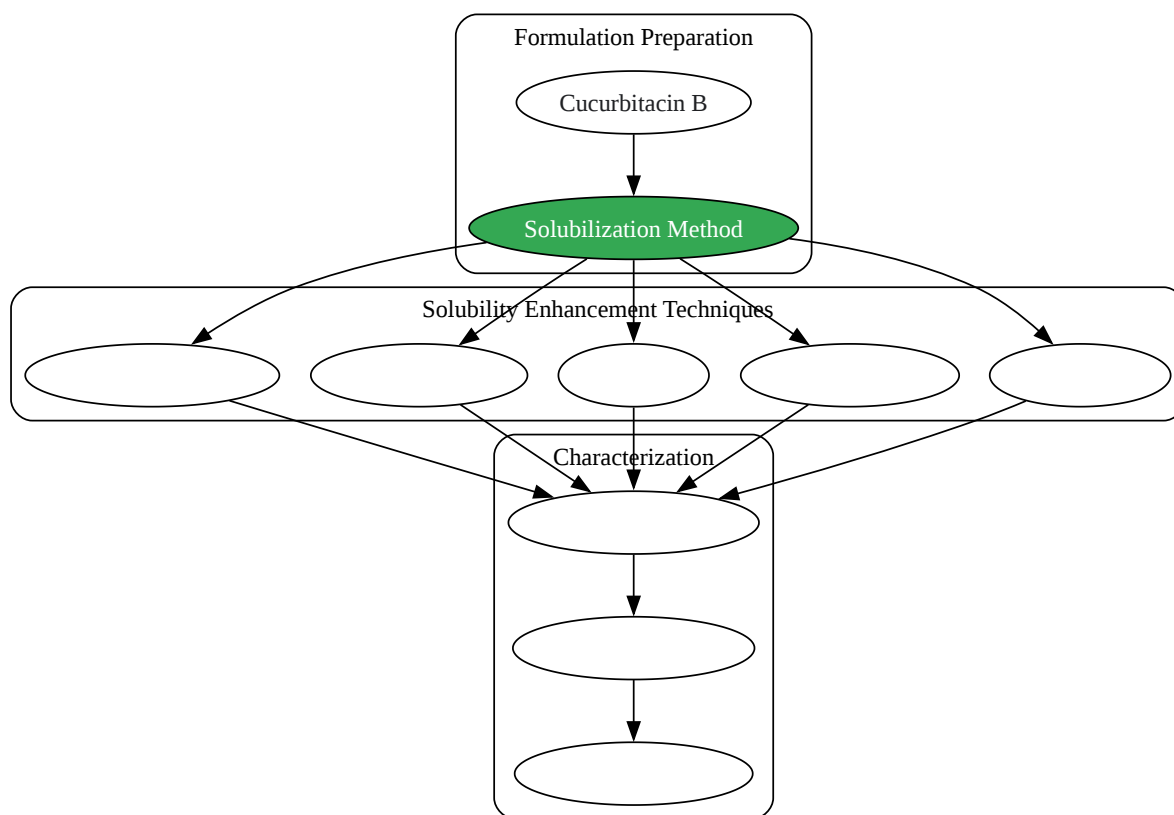 Formulation Preparation
Cucurbitacin B
Solubilization Method
Solubility Enhancement Techniques
Characterization